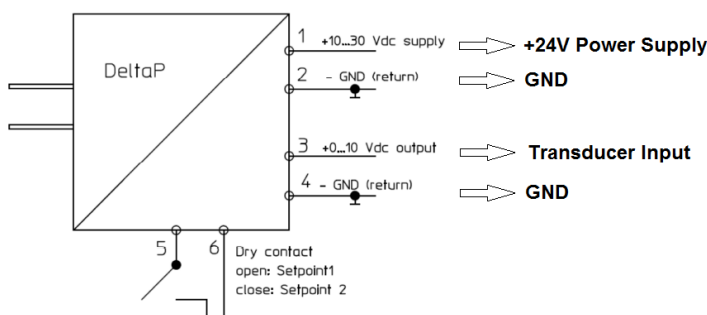 DeltaP
1 +10...30 Vdc supply +24V Power Supply
2 - GND (return) GND
3 +0...10 Vdc output Transducer Input
4 - GND (return) GND
5 6 Dry contact
open: Setpoint1
close: Setpoint 2